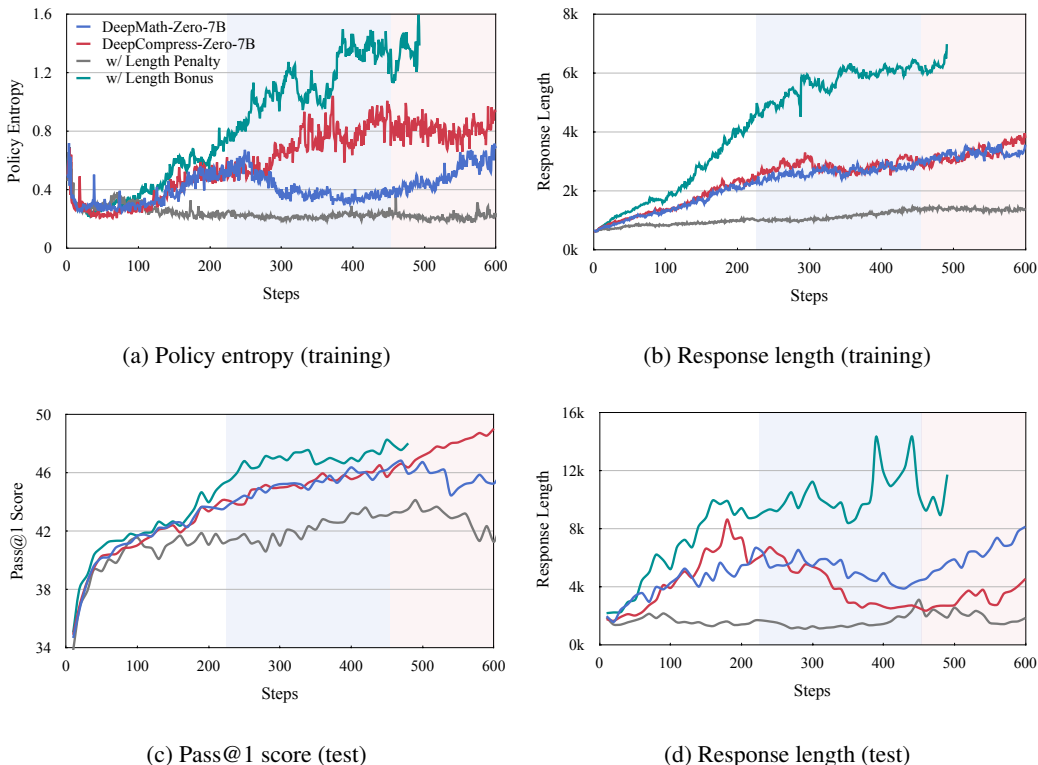 1.6
1.2
0.8
0.4
0
Policy Entropy
DeepMath-Zero-7B
DeepCompress-Zero-7B
w/ Length Penalty
w/ Length Bonus
0 100 200 300 400 500 600
Steps
(a) Policy entropy (training)
8k
6k
4k
2k
0k
Response Length
0 100 200 300 400 500 600
Steps
(b) Response length (training)
50
46
42
38
34
Pass@1 Score
0 100 200 300 400 500 600
Steps
(c) Pass@1 score (test)
16k
12k
8k
4k
0k
Response Length
0 100 200 300 400 500 600
Steps
(d) Response length (test)